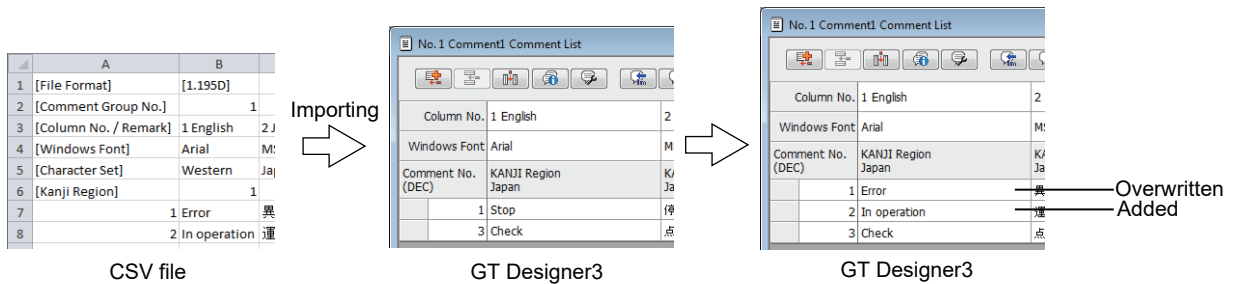 A B
1 [File Format] [1.195D]
2 [Comment Group No.] 1
3 [Column No. / Remark] 1 English 2 J
4 [Windows Font] Arial
5 [Character Set] Western
6 [Kanji Region] 1
7 1 Error 異
8 2 In operation 運
CSV file
Importing
No. 1 Comment1 Comment List
Column No. 1 English 2
Windows Font Arial
Comment No. (DEC) KANJI Region
Japan
1 Stop 停
3 Check 点
GT Designer3
No. 1 Comment1 Comment List
Column No. 1 English 2
Windows Font Arial
Comment No. (DEC) KANJI Region
Japan
1 Error 異
2 In operation 運
3 Check 点
GT Designer3
Overwritten
Added